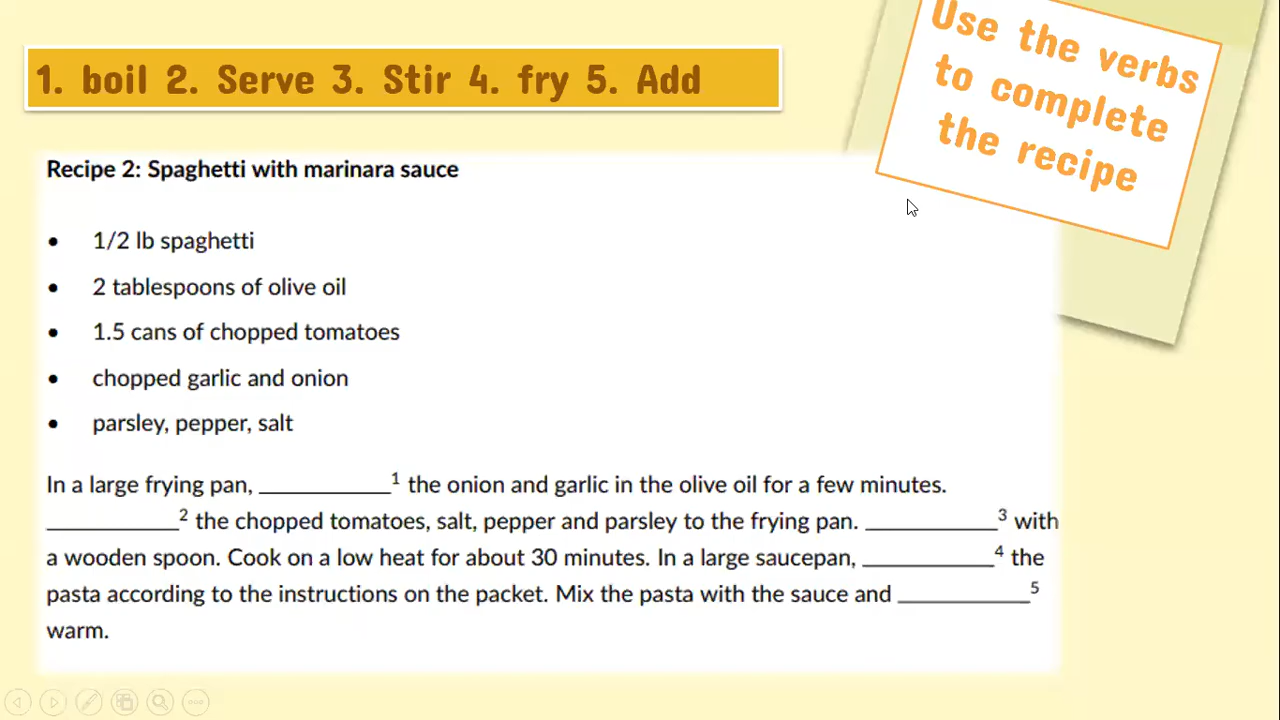 1. boil 2. Serve 3. Stir 4. fry 5. Add
Use the verbs
to complete
the recipe
Recipe 2: Spaghetti with marinara sauce
• 1/2 lb spaghetti
• 2 tablespoons of olive oil
• 1.5 cans of chopped tomatoes
• chopped garlic and onion
• parsley, pepper, salt
In a large frying pan, ___________¹ the onion and garlic in the olive oil for a few minutes.
___________² the chopped tomatoes, salt, pepper and parsley to the frying pan. ___________³ with
a wooden spoon. Cook on a low heat for about 30 minutes. In a large saucepan, ___________⁴ the
pasta according to the instructions on the packet. Mix the pasta with the sauce and ___________⁵
warm.